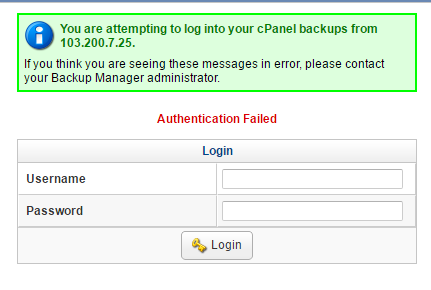 You are attempting to log into your cPanel backups from
103.200.7.25.
If you think you are seeing these messages in error, please contact
your Backup Manager administrator.
Authentication Failed
Login
Username
Password
Login